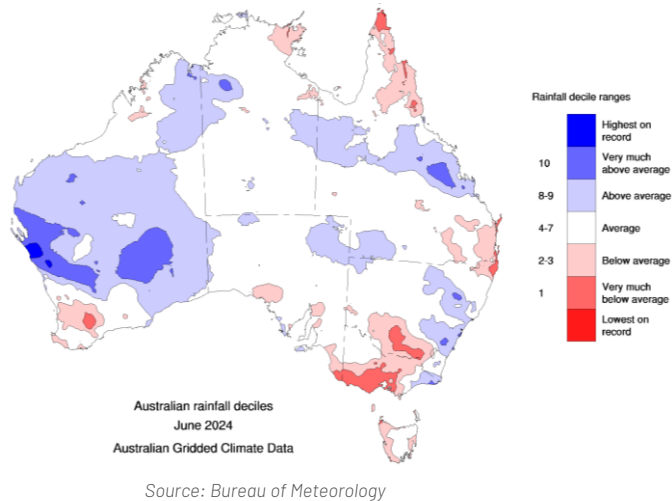 Rainfall decile ranges
Highest on
record
10
Very much
above average
8-9
Above average
4-7
Average
2-3
Below average
1
Very much
below average
Lowest on
record
Australian rainfall deciles
June 2024
Australian Gridded Climate Data
Source: Bureau of Meteorology